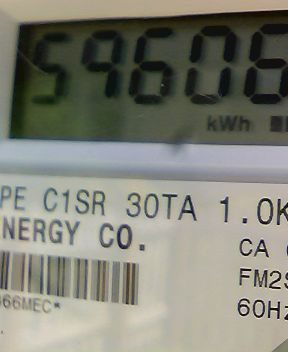 59606
kWh
PE C1SR 30TA 1.0K
NERGY CO.
CA
FM2S
66MEC*
60Hz